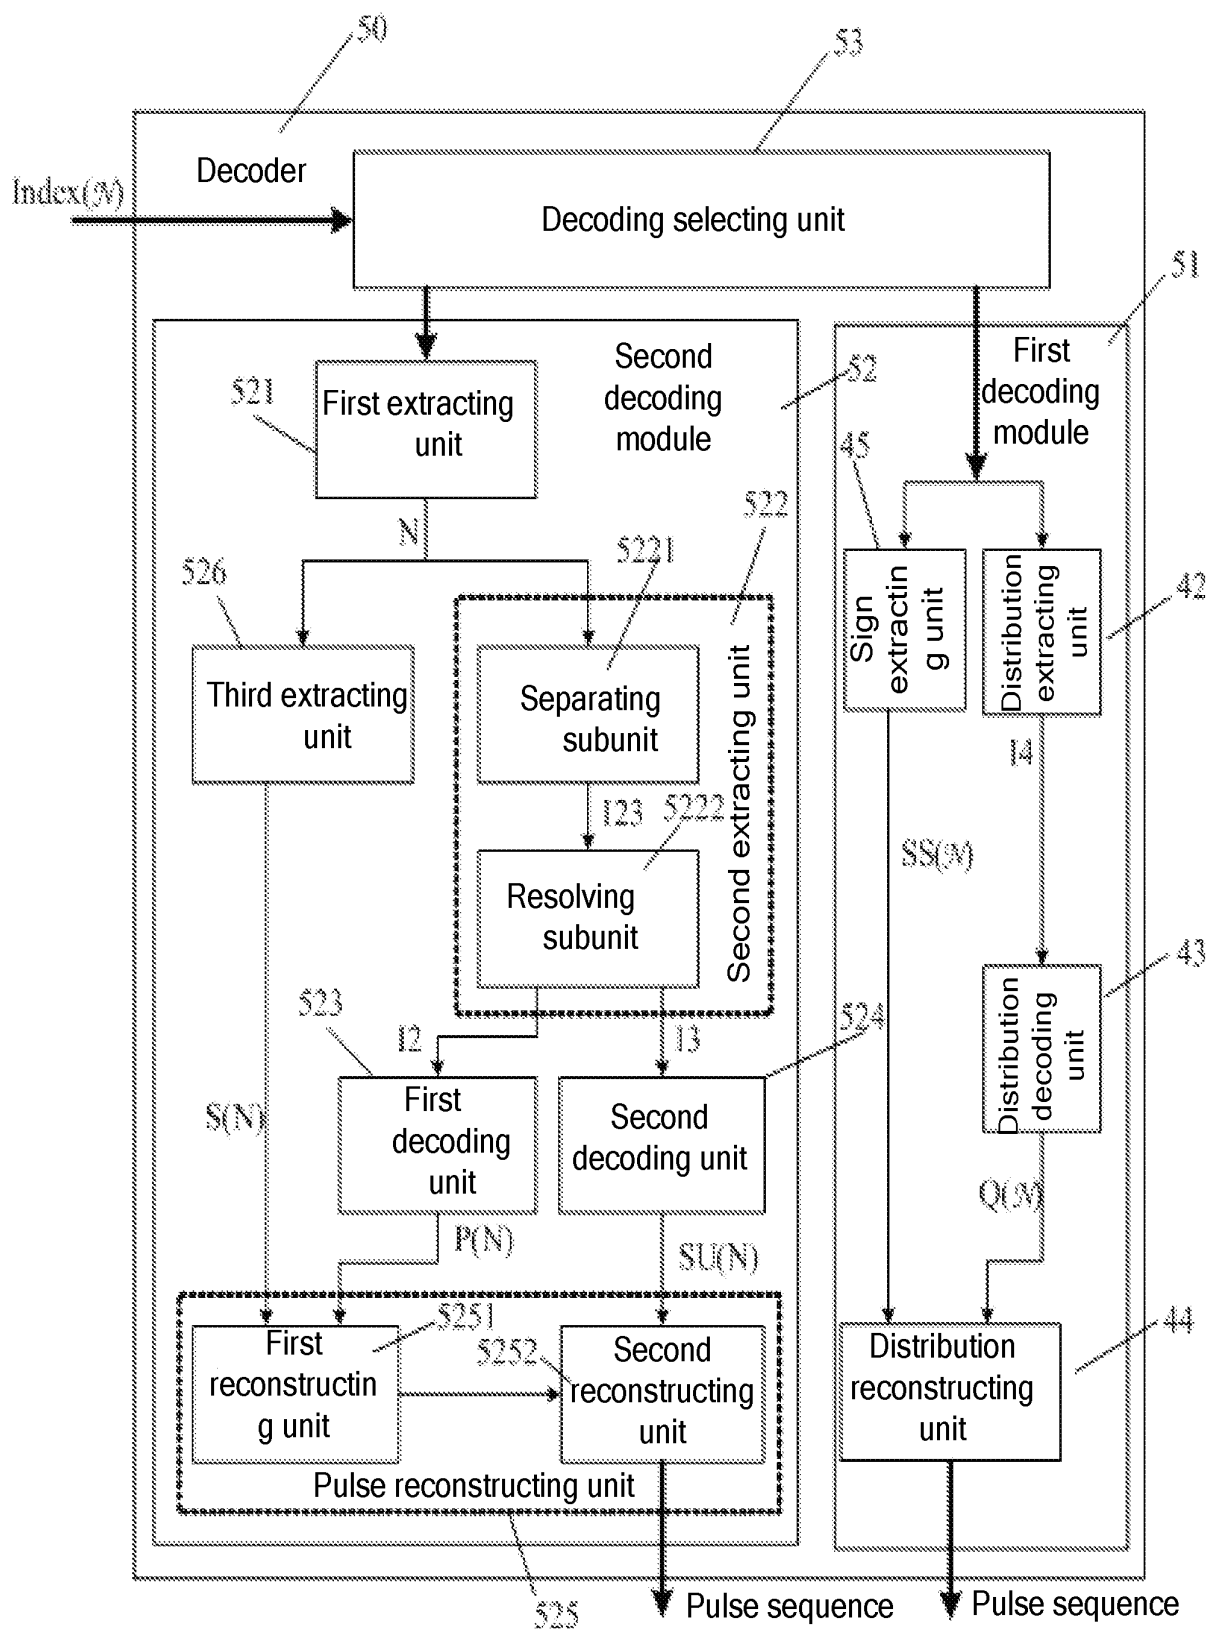 50
53
Decoder
Index(𝒩)
Decoding selecting unit
51
Second
decoding
module
52
First
decoding
module
521
First extracting
unit
45
522
N
5221
526
42
Sign
extractin
g unit
Distribution
extracting
unit
Third extracting
unit
Separating
subunit
Second extracting unit
I4
I23
5222
SS(𝒩)
Resolving
subunit
43
523
524
I2
I3
Distribution
decoding
unit
S(N)
First
decoding
unit
Second
decoding unit
Q(𝒩)
P(N)
SU(N)
5251
5252
44
First
reconstructin
g unit
Second
reconstructing
unit
Distribution
reconstructing
unit
Pulse reconstructing unit
525
Pulse sequence
Pulse sequence